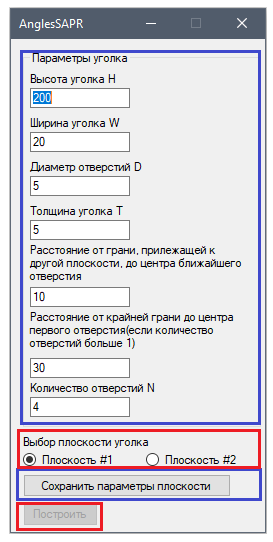 AnglesSAPR
Параметры уголка
Высота уголка H
200
Ширина уголка W
20
Диаметр отверстий D
5
Толщина уголка T
5
Расстояние от грани, прилежащей к
другой плоскости, до центра ближайшего
отверстия
10
Расстояние от крайней грани до центра
первого отверстия(если количество
отверстий больше 1)
30
Количество отверстий N
4
Выбор плоскости уголка
Плоскость #1 Плоскость #2
Сохранить параметры плоскости
Построить